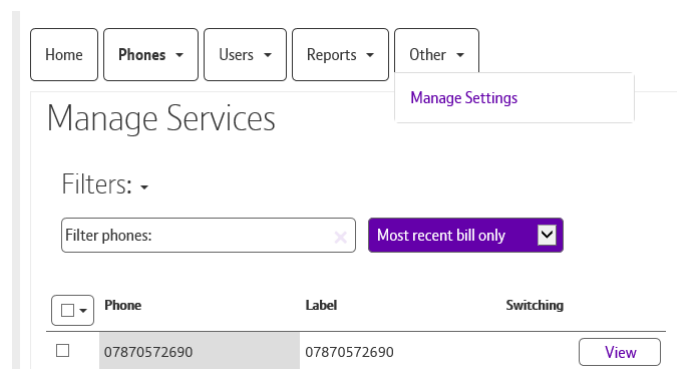 Home Phones Users Reports Other
Manage Settings
Manage Services
Filters:
Filter phones: Most recent bill only
Phone Label Switching
07870572690 07870572690 View